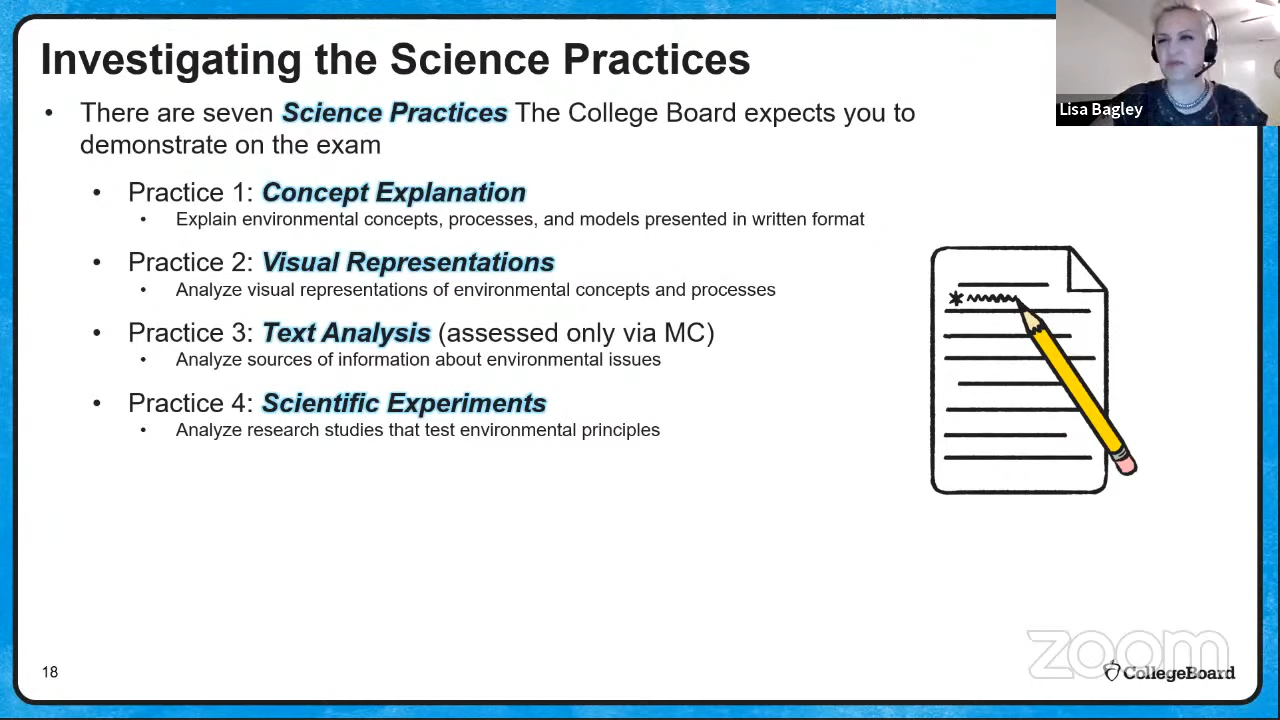 Investigating the Science Practices
Lisa Bagley
• There are seven Science Practices The College Board expects you to
demonstrate on the exam
• Practice 1: Concept Explanation
• Explain environmental concepts, processes, and models presented in written format
• Practice 2: Visual Representations
• Analyze visual representations of environmental concepts and processes
• Practice 3: Text Analysis (assessed only via MC)
• Analyze sources of information about environmental issues
• Practice 4: Scientific Experiments
• Analyze research studies that test environmental principles
18
zoom
CollegeBoard